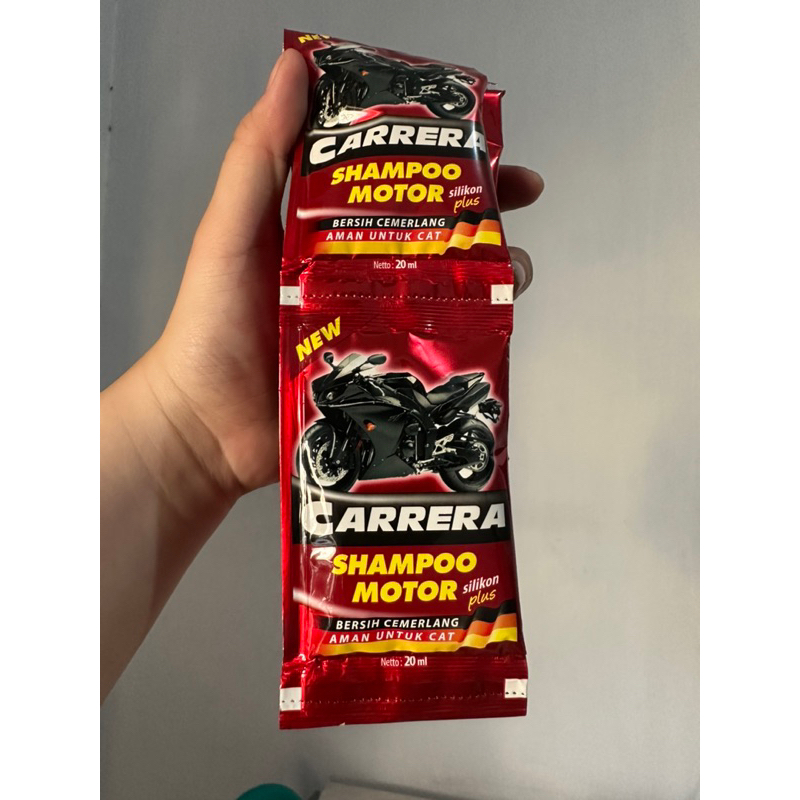 NEW
CARRERA
SHAMPOO
MOTOR silikon
plus
BERSIH CEMERLANG
AMAN UNTUK CAT
Netto : 20 ml
NEW
CARRERA
SHAMPOO
MOTOR silikon
plus
BERSIH CEMERLANG
AMAN UNTUK CAT
Netto : 20 ml